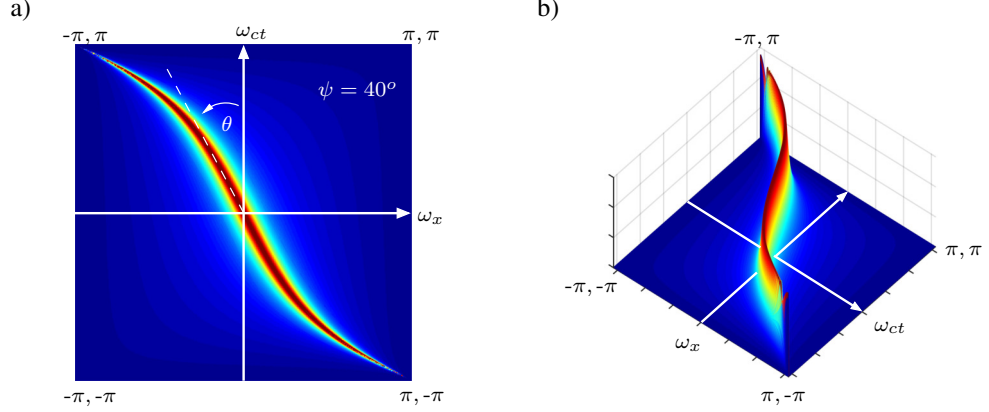 a)
-π, π
ω_ct
π, π
ψ = 40°
θ
ω_x
-π, -π
π, -π
b)
-π, π
-π, -π
π, π
ω_x
ω_ct
π, -π